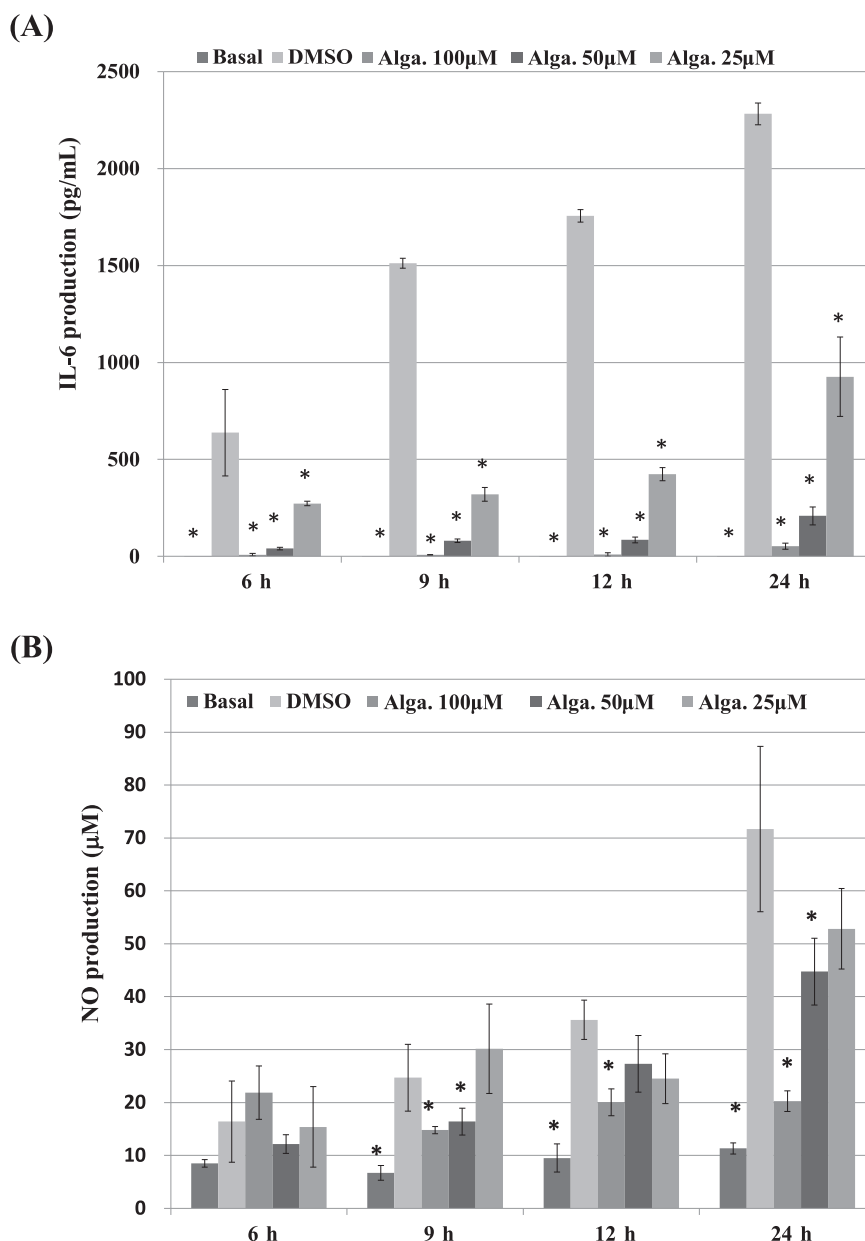 (A)
Basal DMSO Alga. 100µM Alga. 50µM Alga. 25µM
2500
2000
1500
1000
500
0
IL-6 production (pg/mL)
* * * *
* * * *
* * * *
* * * *
6 h 9 h 12 h 24 h
(B)
Basal DMSO Alga. 100µM Alga. 50µM Alga. 25µM
100
90
80
70
60
50
40
30
20
10
0
NO production (µM)
* * *
* *
* * *
6 h 9 h 12 h 24 h